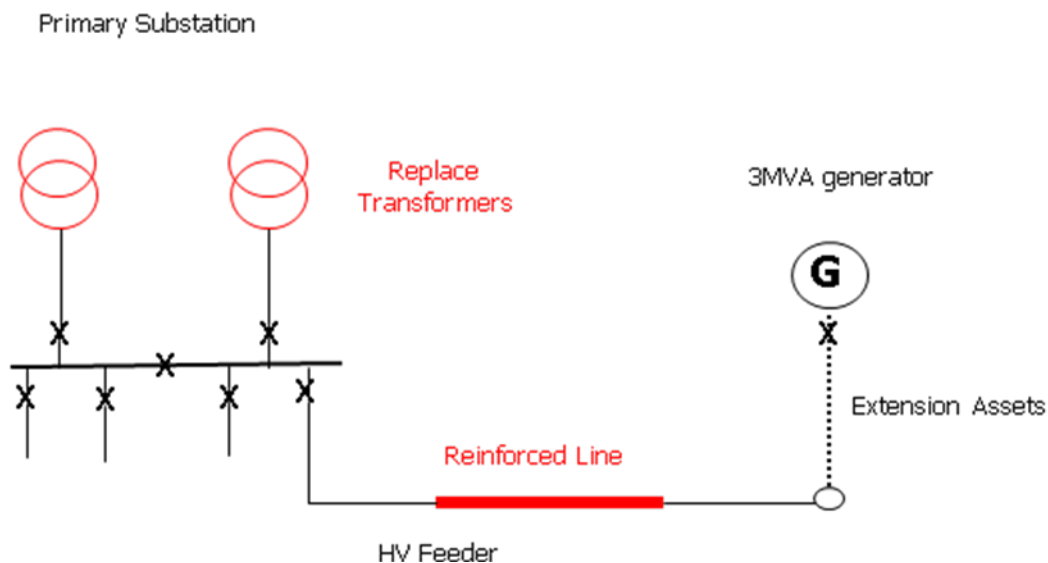 Primary Substation
Replace
Transformers
3MVA generator
G
X
X
X
X
X
X
X
X
Extension Assets
Reinforced Line
HV Feeder